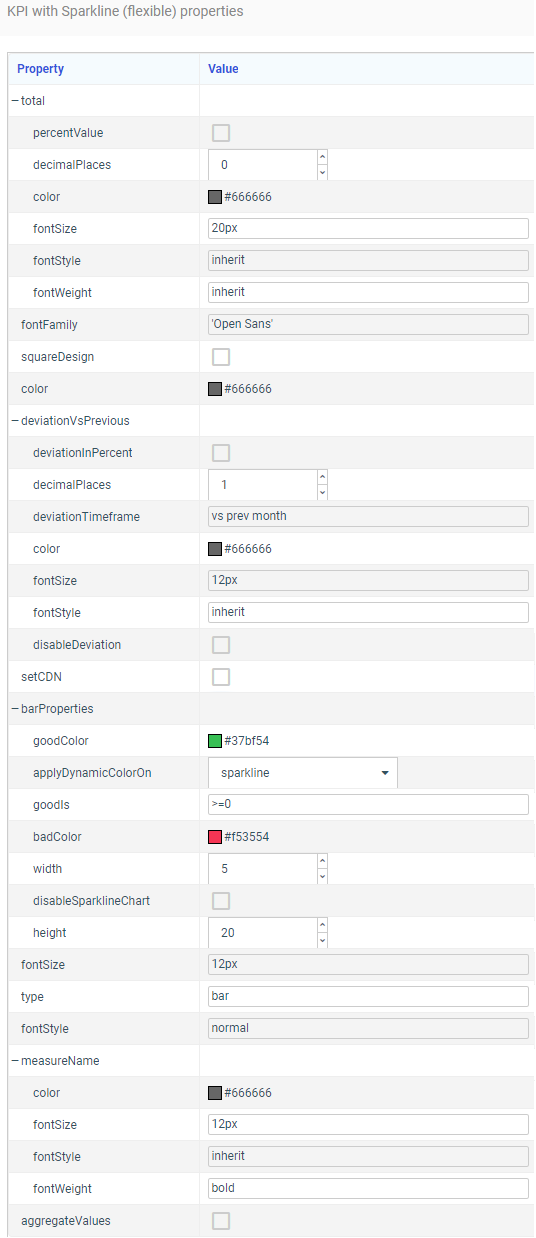 KPI with Sparkline (flexible) properties
Property Value
total
percentValue
decimalPlaces 0
color #666666
fontSize 20px
fontStyle inherit
fontWeight inherit
fontFamily 'Open Sans'
squareDesign
color #666666
deviationVsPrevious
deviationInPercent
decimalPlaces 1
deviationTimeframe vs prev month
color #666666
fontSize 12px
fontStyle inherit
disableDeviation
setCDN
barProperties
goodColor #37bf54
applyDynamicColorOn sparkline
goodIs >=0
badColor #f53554
width 5
disableSparklineChart
height 20
fontSize 12px
type bar
fontStyle normal
measureName
color #666666
fontSize 12px
fontStyle inherit
fontWeight bold
aggregateValues